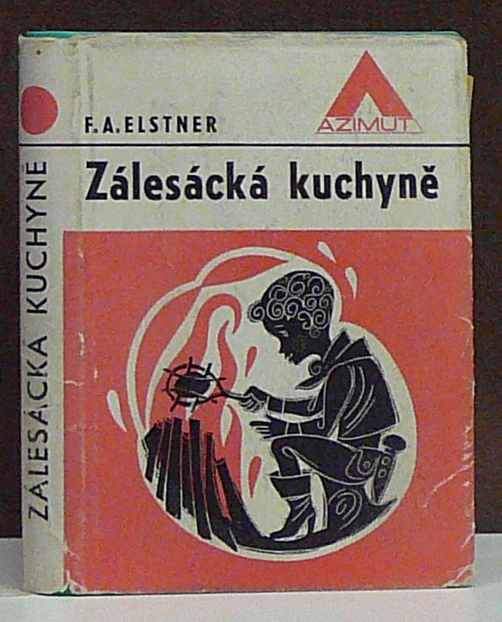 F. A. ELSTNER
AZIMUT
Zálesácká kuchyně
ZÁLESÁCKÁ KUCHYNĚ